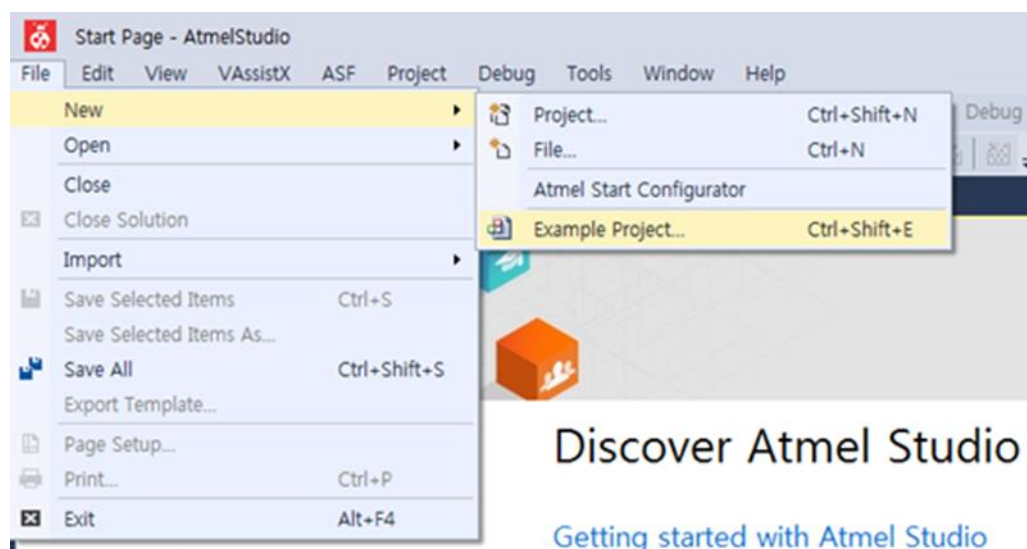 Start Page - AtmelStudio
File Edit View VAssistX ASF Project Debug Tools Window Help
New
Open
Close
Close Solution
Import
Save Selected Items Ctrl+S
Save Selected Items As...
Save All Ctrl+Shift+S
Export Template...
Page Setup...
Print... Ctrl+P
Exit Alt+F4
Project... Ctrl+Shift+N
File... Ctrl+N
Atmel Start Configurator
Example Project... Ctrl+Shift+E
Debug
Discover Atmel Studio
Getting started with Atmel Studio